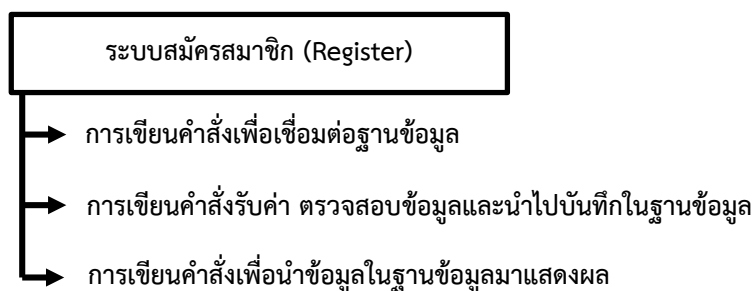 ระบบสมัครสมาชิก (Register)
การเขียนคำสั่งเพื่อเชื่อมต่อฐานข้อมูล
การเขียนคำสั่งรับค่า ตรวจสอบข้อมูลและนำไปบันทึกในฐานข้อมูล
การเขียนคำสั่งเพื่อนำข้อมูลในฐานข้อมูลมาแสดงผล